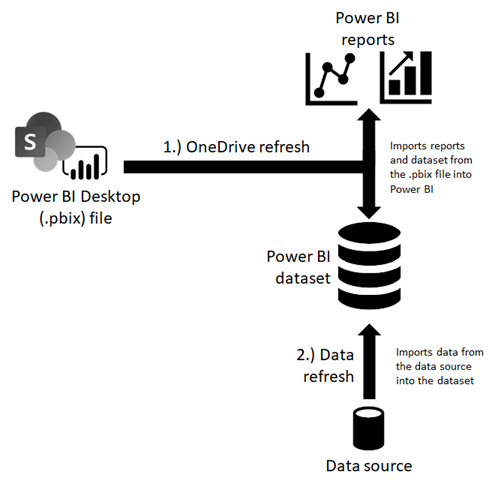 Power BI
reports
1.) OneDrive refresh
Imports reports
and dataset from
the .pbix file into
Power BI
S
Power BI Desktop
(.pbix) file
Power BI
dataset
2.) Data
refresh
Imports data from
the data source
into the dataset
Data source